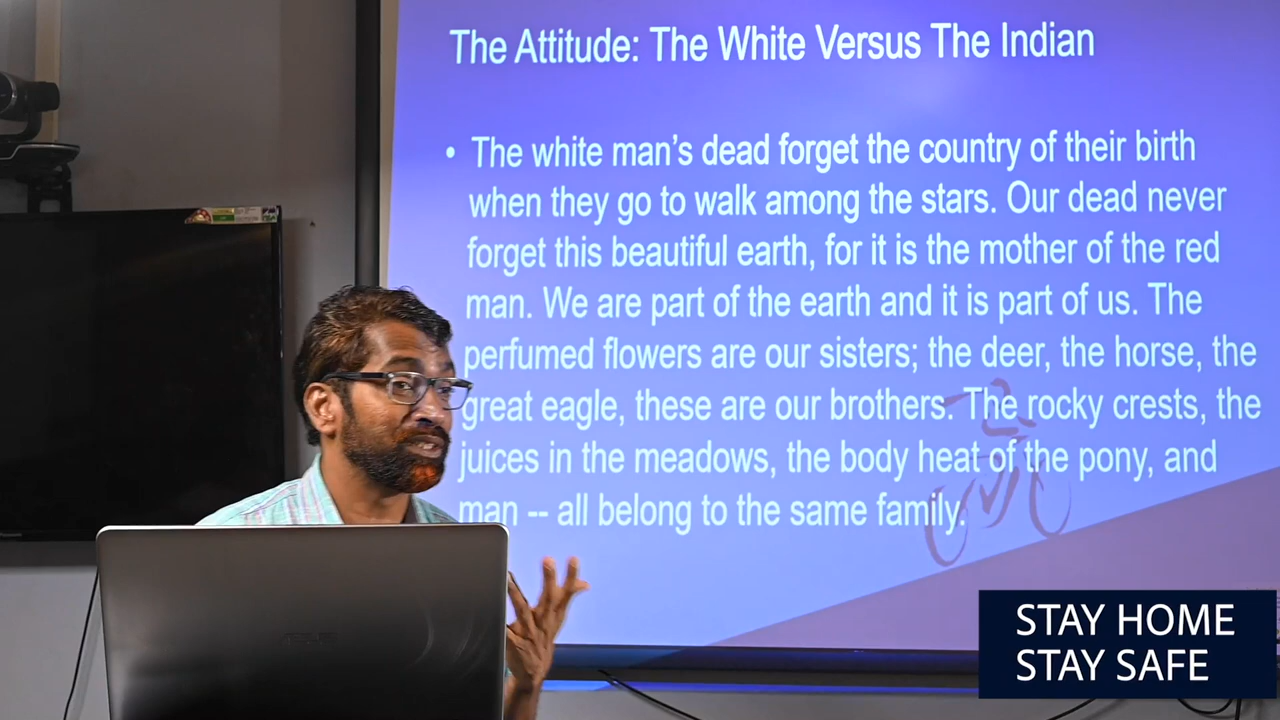 The Attitude: The White Versus The Indian
• The white man's dead forget the country of their birth
when they go to walk among the stars. Our dead never
forget this beautiful earth, for it is the mother of the red
man. We are part of the earth and it is part of us. The
perfumed flowers are our sisters; the deer, the horse, the
great eagle, these are our brothers. The rocky crests, the
juices in the meadows, the body heat of the pony, and
man -- all belong to the same family.
ASUS
STAY HOME
STAY SAFE